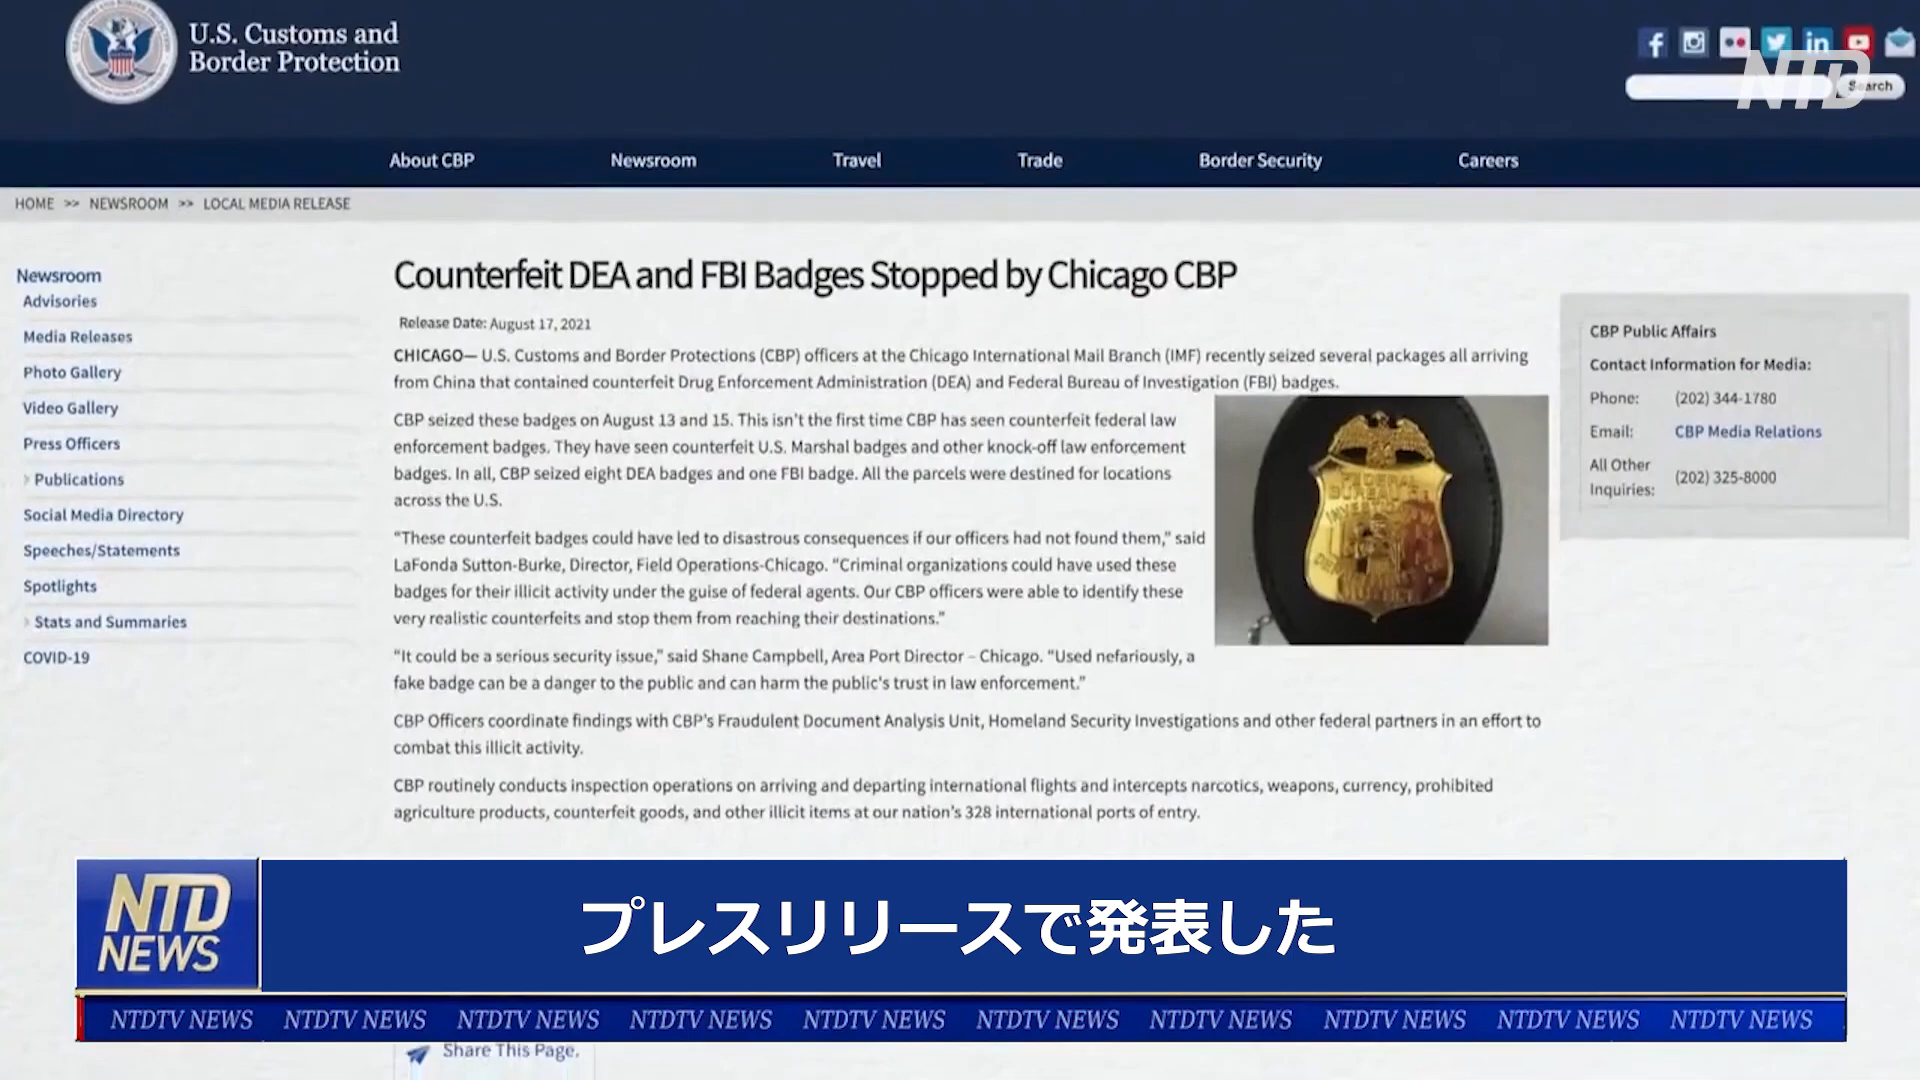 U.S. Customs and
Border Protection
NTD
Search
About CBP Newsroom Travel Trade Border Security Careers
HOME >> NEWSROOM >> LOCAL MEDIA RELEASE
Newsroom
Advisories
Media Releases
Photo Gallery
Video Gallery
Press Officers
Publications
Social Media Directory
Speeches/Statements
Spotlights
Stats and Summaries
COVID-19
Counterfeit DEA and FBI Badges Stopped by Chicago CBP
Release Date: August 17, 2021
CHICAGO— U.S. Customs and Border Protections (CBP) officers at the Chicago International Mail Branch (IMF) recently seized several packages all arriving
from China that contained counterfeit Drug Enforcement Administration (DEA) and Federal Bureau of Investigation (FBI) badges.
CBP seized these badges on August 13 and 15. This isn't the first time CBP has seen counterfeit federal law
enforcement badges. They have seen counterfeit U.S. Marshal badges and other knock-off law enforcement
badges. In all, CBP seized eight DEA badges and one FBI badge. All the parcels were destined for locations
across the U.S.
“These counterfeit badges could have led to disastrous consequences if our officers had not found them,” said
LaFonda Sutton-Burke, Director, Field Operations-Chicago. “Criminal organizations could have used these
badges for their illicit activity under the guise of federal agents. Our CBP officers were able to identify these
very realistic counterfeits and stop them from reaching their destinations.”
“It could be a serious security issue,” said Shane Campbell, Area Port Director – Chicago. “Used nefariously, a
fake badge can be a danger to the public and can harm the public's trust in law enforcement.”
CBP Officers coordinate findings with CBP's Fraudulent Document Analysis Unit, Homeland Security Investigations and other federal partners in an effort to
combat this illicit activity.
CBP routinely conducts inspection operations on arriving and departing international flights and intercepts narcotics, weapons, currency, prohibited
agriculture products, counterfeit goods, and other illicit items at our nation's 328 international ports of entry.
FEDERAL
BUREAU OF
INVESTIGATION
CBP Public Affairs
Contact Information for Media:
Phone: (202) 344-1780
Email: CBP Media Relations
All Other
Inquiries: (202) 325-8000
NTD
NEWS
プレスリリースで発表した
NTDTV NEWS NTDTV NEWS NTDTV NEWS NTDTV NEWS NTDTV NEWS NTDTV NEWS NTDTV NEWS NTDTV NEWS NTDTV NEWS NTDTV NEWS
Share This Page.